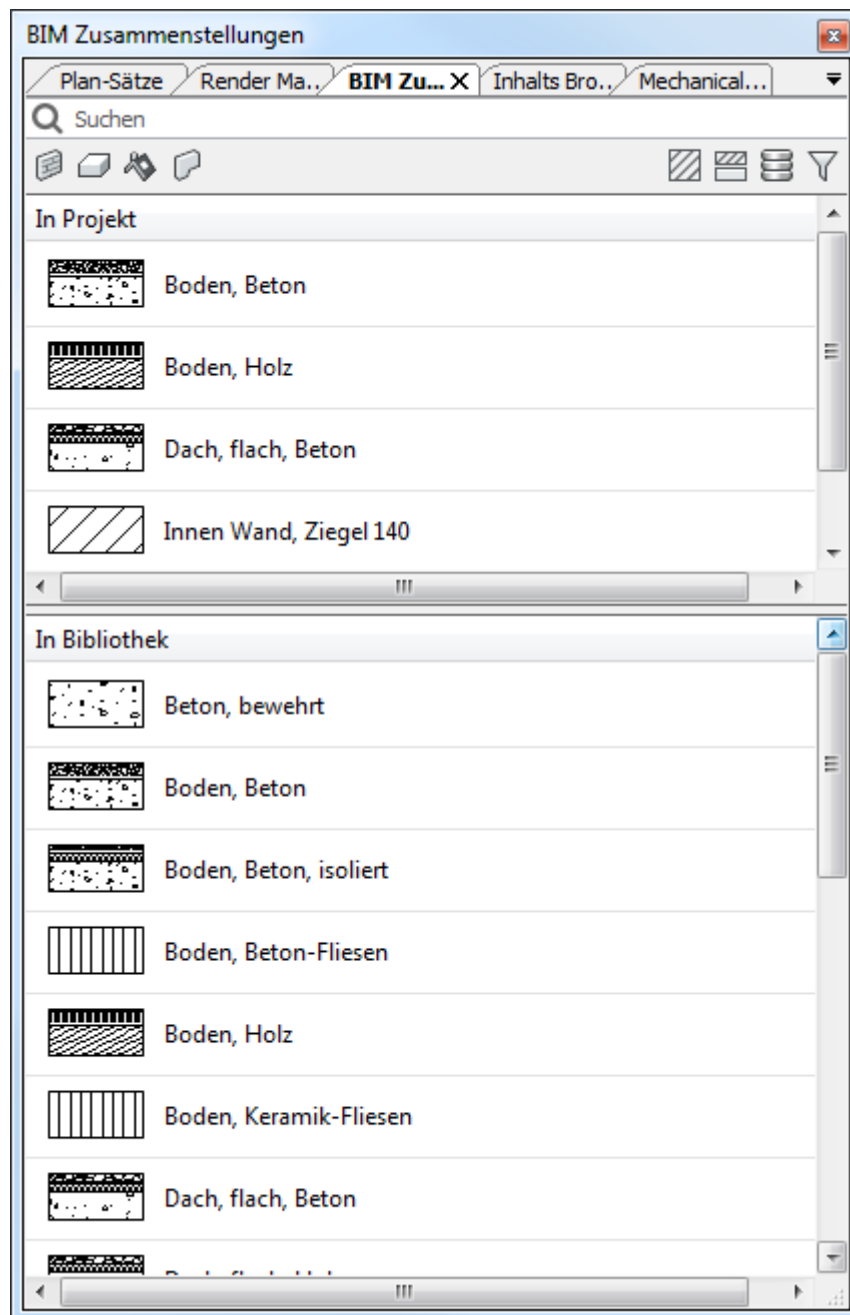 BIM Zusammenstellungen
Plan-Sätze Render Ma.. BIM Zu... Inhalts Bro.. Mechanical...
Suchen
In Projekt
Boden, Beton
Boden, Holz
Dach, flach, Beton
Innen Wand, Ziegel 140
In Bibliothek
Beton, bewehrt
Boden, Beton
Boden, Beton, isoliert
Boden, Beton-Fliesen
Boden, Holz
Boden, Keramik-Fliesen
Dach, flach, Beton